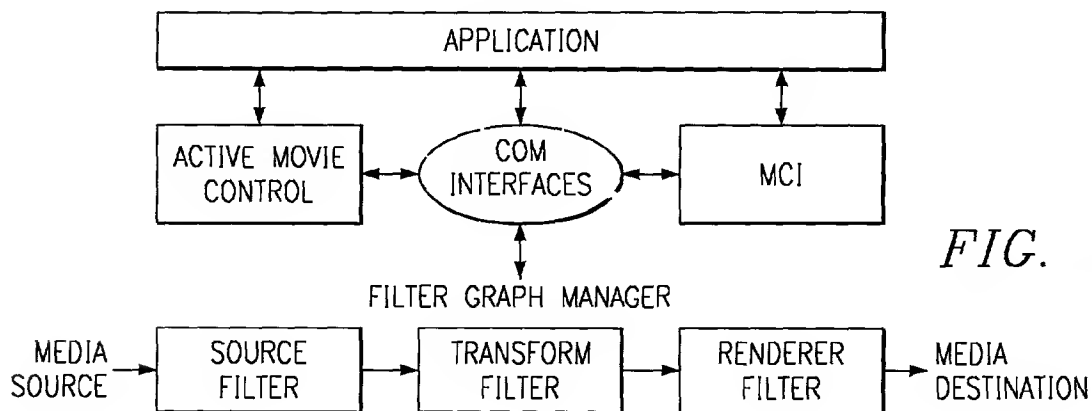 APPLICATION
ACTIVE MOVIE
CONTROL
COM
INTERFACES
MCI
FIG.
FILTER GRAPH MANAGER
MEDIA
SOURCE
SOURCE
FILTER
TRANSFORM
FILTER
RENDERER
FILTER
MEDIA
DESTINATION